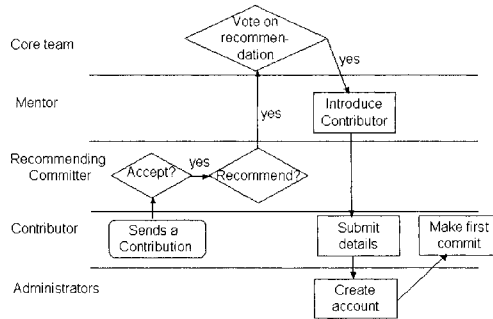 Core team
Vote on
recommen-
dation
yes
Mentor
Introduce
Contributor
yes
Recommending
Committer
Accept?
yes
Recommend?
Contributor
Sends a
Contribution
Submit
details
Make first
commit
Administrators
Create
account